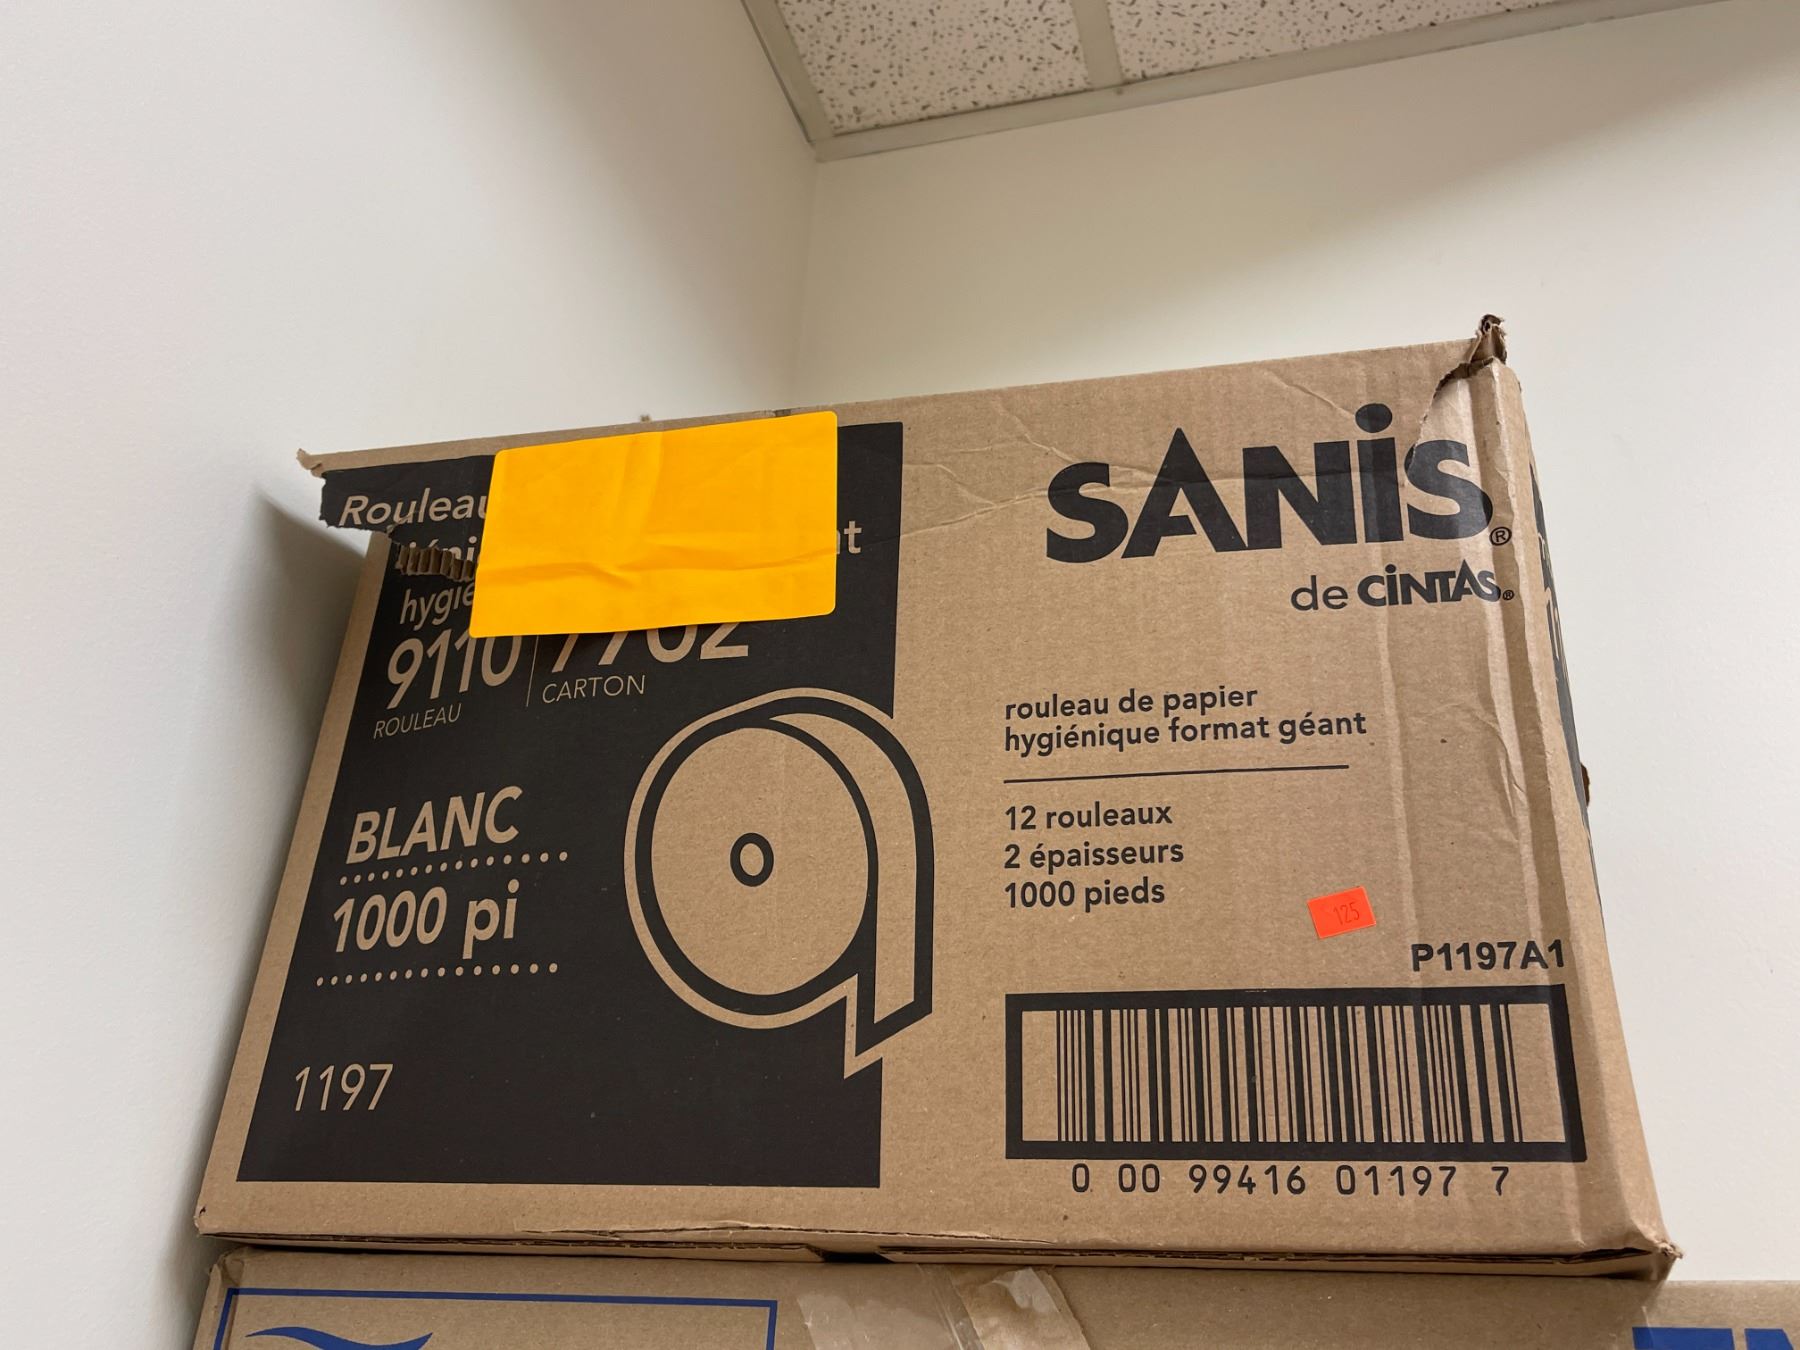 Rouleau
hygié
9110
ROULEAU
CARTON
BLANC
1000 pi
1197
SANiS®
de CiNTAS®
rouleau de papier
hygiénique format géant
12 rouleaux
2 épaisseurs
1000 pieds
125
P1197A1
0 00 99416 01197 7